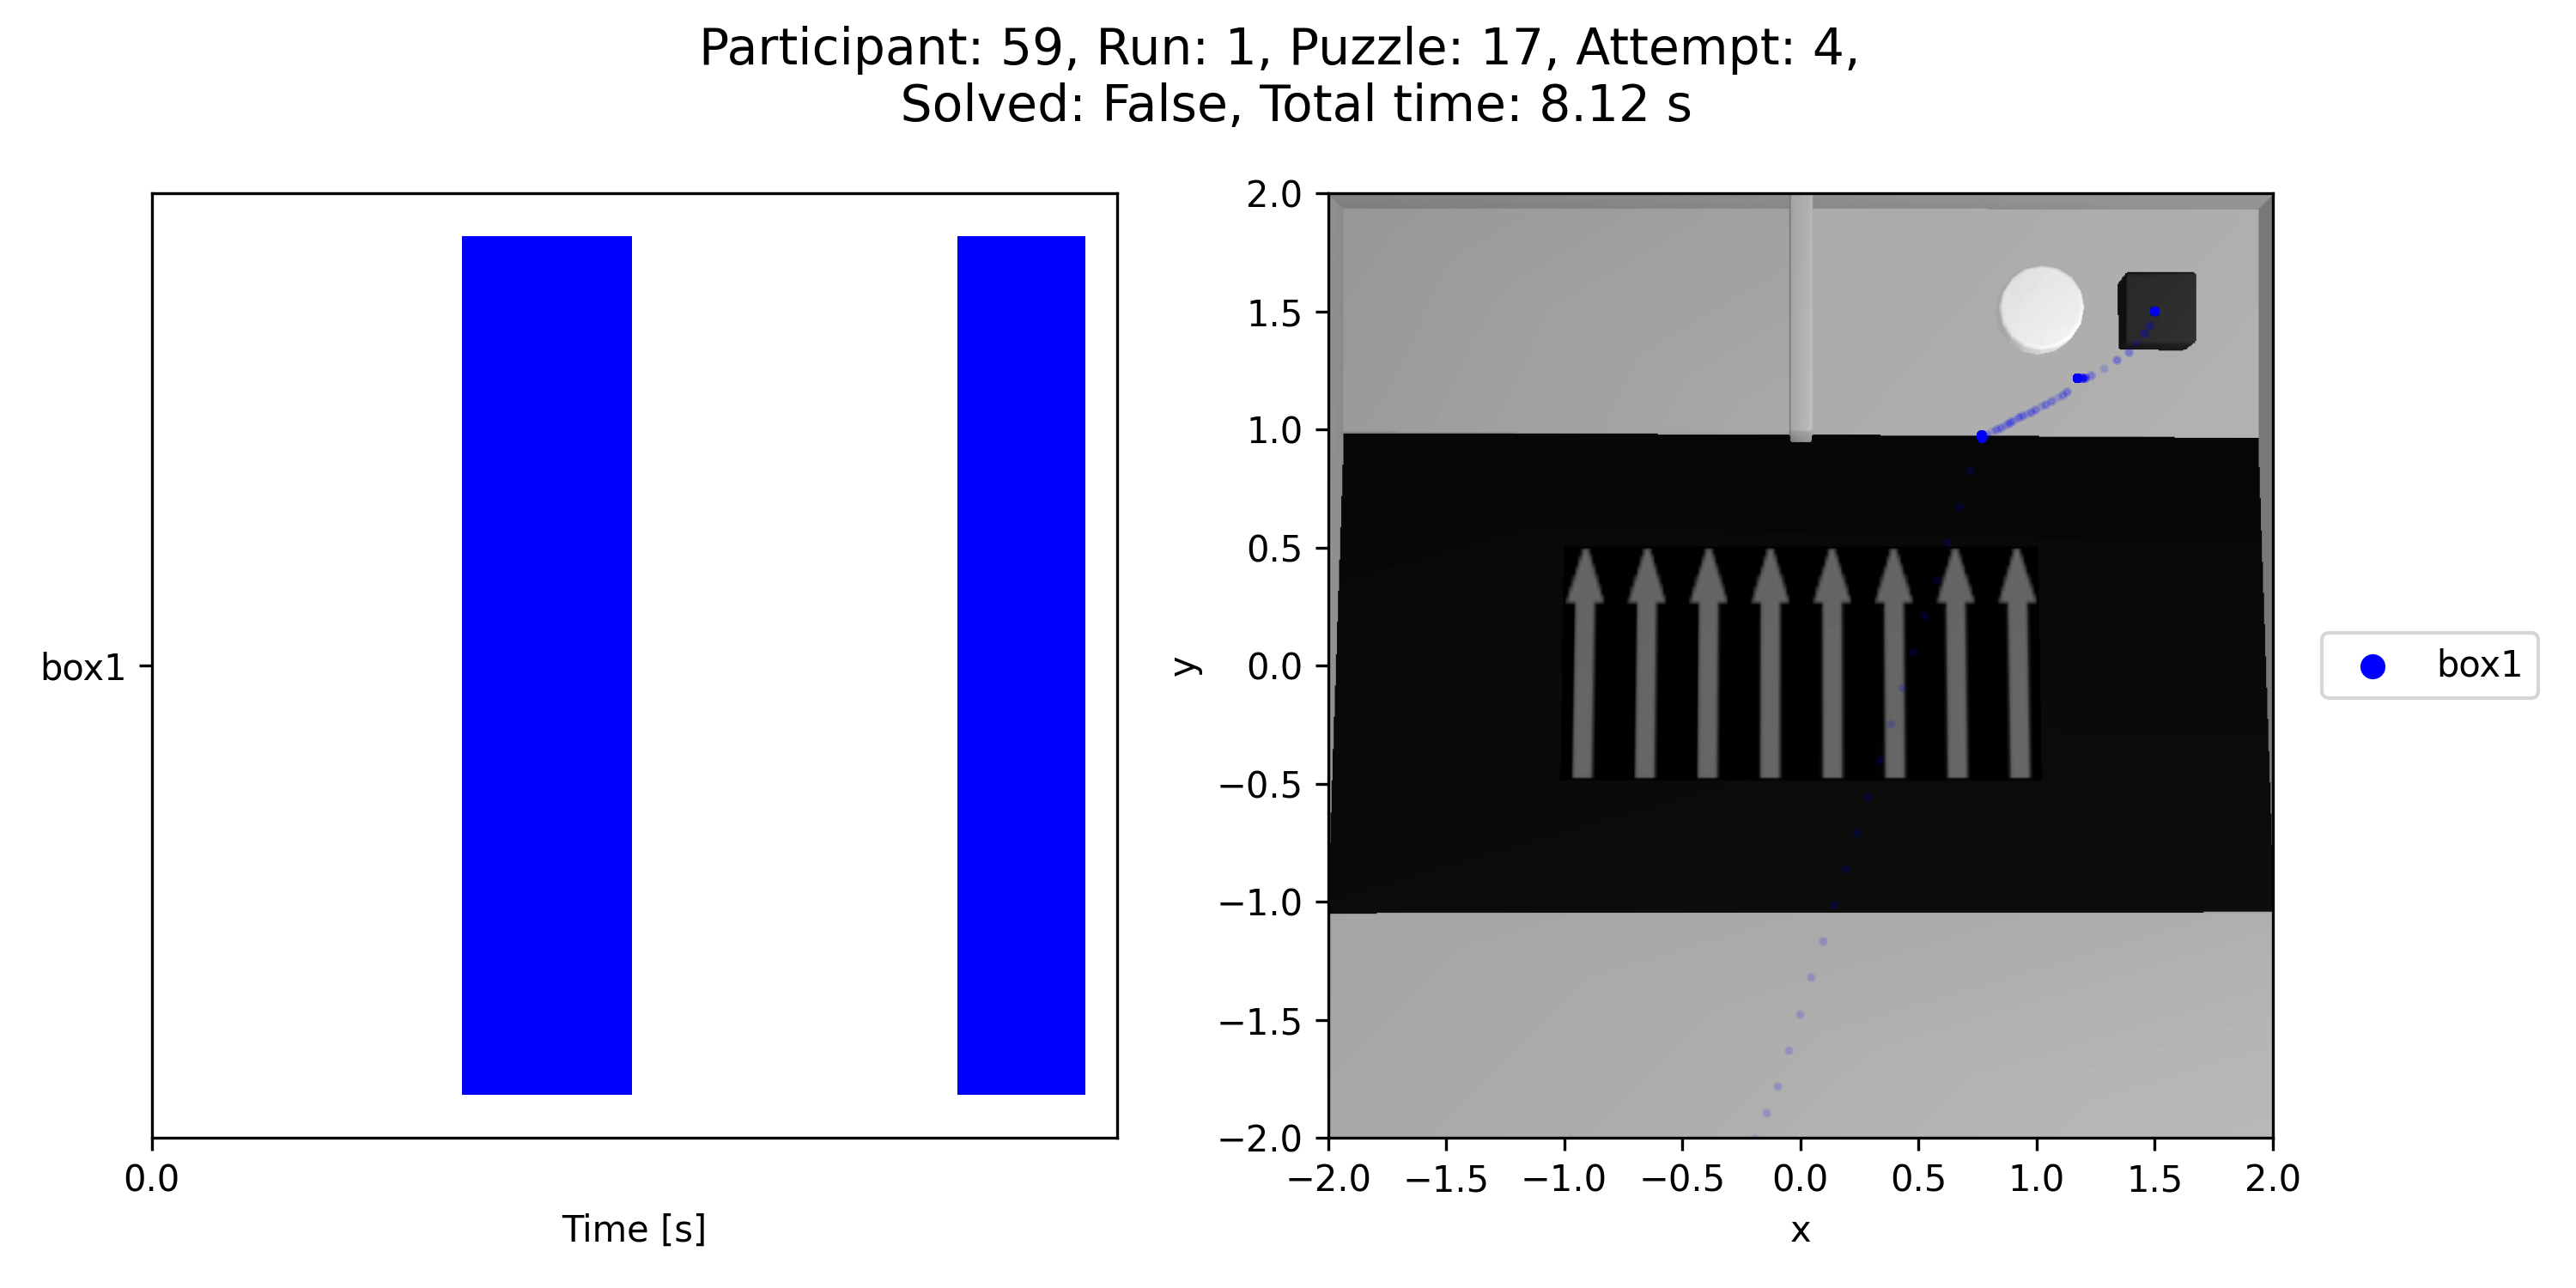 Participant: 59, Run: 1, Puzzle: 17, Attempt: 4,
Solved: False, Total time: 8.12 s
box1
0.0
Time [s]
2.0
1.5
1.0
0.5
0.0
−0.5
−1.0
−1.5
−2.0
y
−2.0 −1.5 −1.0 −0.5 0.0 0.5 1.0 1.5 2.0
x
box1